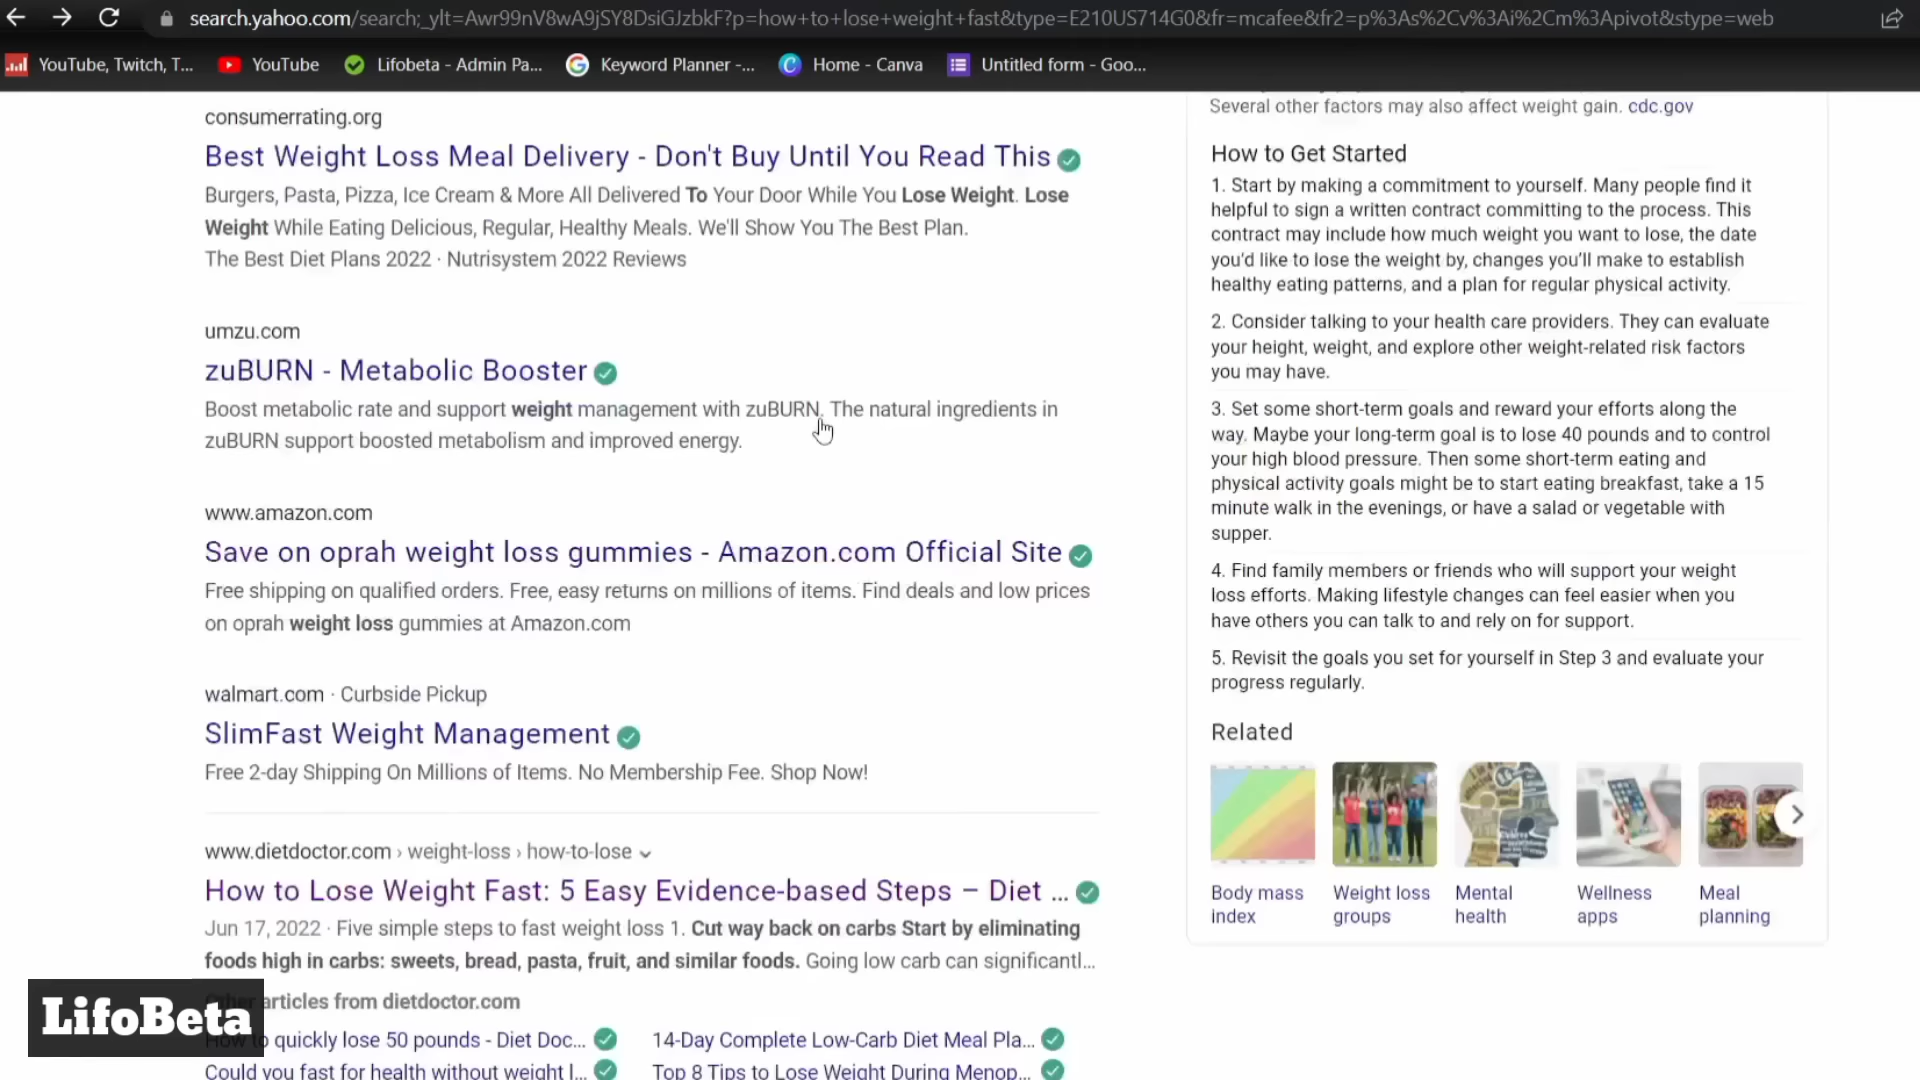 search.yahoo.com/search;_ylt=Awr99nV8wA9jSY8DsiGJzbkF?p=how+to+lose+weight+fast&type=E210US714G0&fr=mcafee&fr2=p%3As%2Cv%3Ai%2Cm%3Apivot&stype=web
YouTube, Twitch, T...
YouTube
Lifobeta - Admin Pa...
Keyword Planner -...
Home - Canva
Untitled form - Goo...
consumerrating.org
Best Weight Loss Meal Delivery - Don't Buy Until You Read This
Burgers, Pasta, Pizza, Ice Cream & More All Delivered To Your Door While You Lose Weight. Lose
Weight While Eating Delicious, Regular, Healthy Meals. We'll Show You The Best Plan.
The Best Diet Plans 2022 · Nutrisystem 2022 Reviews
umzu.com
zuBURN - Metabolic Booster
Boost metabolic rate and support weight management with zuBURN. The natural ingredients in
zuBURN support boosted metabolism and improved energy.
www.amazon.com
Save on oprah weight loss gummies - Amazon.com Official Site
Free shipping on qualified orders. Free, easy returns on millions of items. Find deals and low prices
on oprah weight loss gummies at Amazon.com
walmart.com · Curbside Pickup
SlimFast Weight Management
Free 2-day Shipping On Millions of Items. No Membership Fee. Shop Now!
www.dietdoctor.com › weight-loss › how-to-lose
How to Lose Weight Fast: 5 Easy Evidence-based Steps – Diet ...
Jun 17, 2022 · Five simple steps to fast weight loss 1. Cut way back on carbs Start by eliminating
foods high in carbs: sweets, bread, pasta, fruit, and similar foods. Going low carb can significantl...
articles from dietdoctor.com
quickly lose 50 pounds - Diet Doc...
14-Day Complete Low-Carb Diet Meal Pla...
Could you fast for health without weight l...
Top 8 Tips to Lose Weight During Menop...
Several other factors may also affect weight gain. cdc.gov
How to Get Started
1. Start by making a commitment to yourself. Many people find it
helpful to sign a written contract committing to the process. This
contract may include how much weight you want to lose, the date
you'd like to lose the weight by, changes you'll make to establish
healthy eating patterns, and a plan for regular physical activity.
2. Consider talking to your health care providers. They can evaluate
your height, weight, and explore other weight-related risk factors
you may have.
3. Set some short-term goals and reward your efforts along the
way. Maybe your long-term goal is to lose 40 pounds and to control
your high blood pressure. Then some short-term eating and
physical activity goals might be to start eating breakfast, take a 15
minute walk in the evenings, or have a salad or vegetable with
supper.
4. Find family members or friends who will support your weight
loss efforts. Making lifestyle changes can feel easier when you
have others you can talk to and rely on for support.
5. Revisit the goals you set for yourself in Step 3 and evaluate your
progress regularly.
Related
Body mass
index
Weight loss
groups
Mental
health
Wellness
apps
Meal
planning
LifoBeta